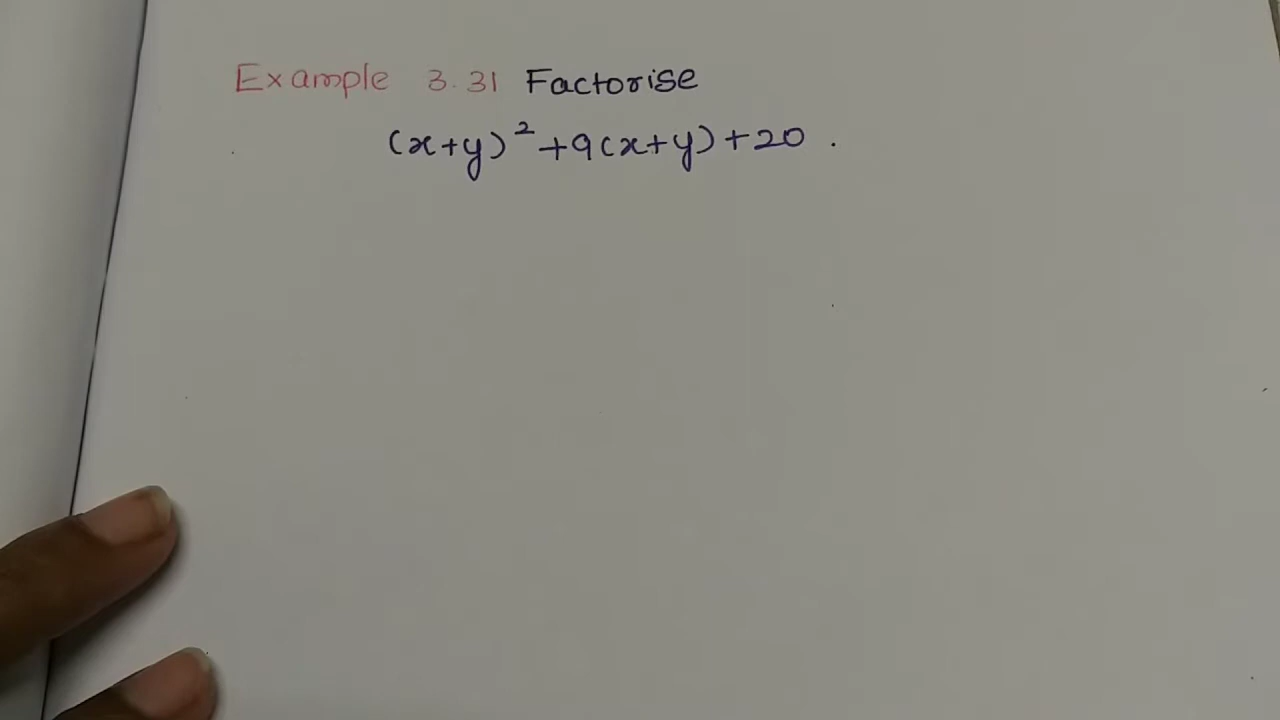 Example 3.31 Factorise
(x+y)² +9(x+y)+20 .